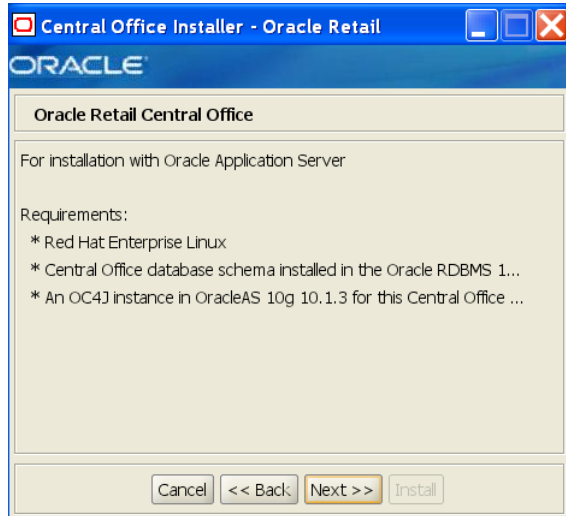 Central Office Installer - Oracle Retail
ORACLE
Oracle Retail Central Office
For installation with Oracle Application Server
Requirements:
* Red Hat Enterprise Linux
* Central Office database schema installed in the Oracle RDBMS 1...
* An OC4J instance in OracleAS 10g 10.1.3 for this Central Office ...
Cancel << Back Next >> Install